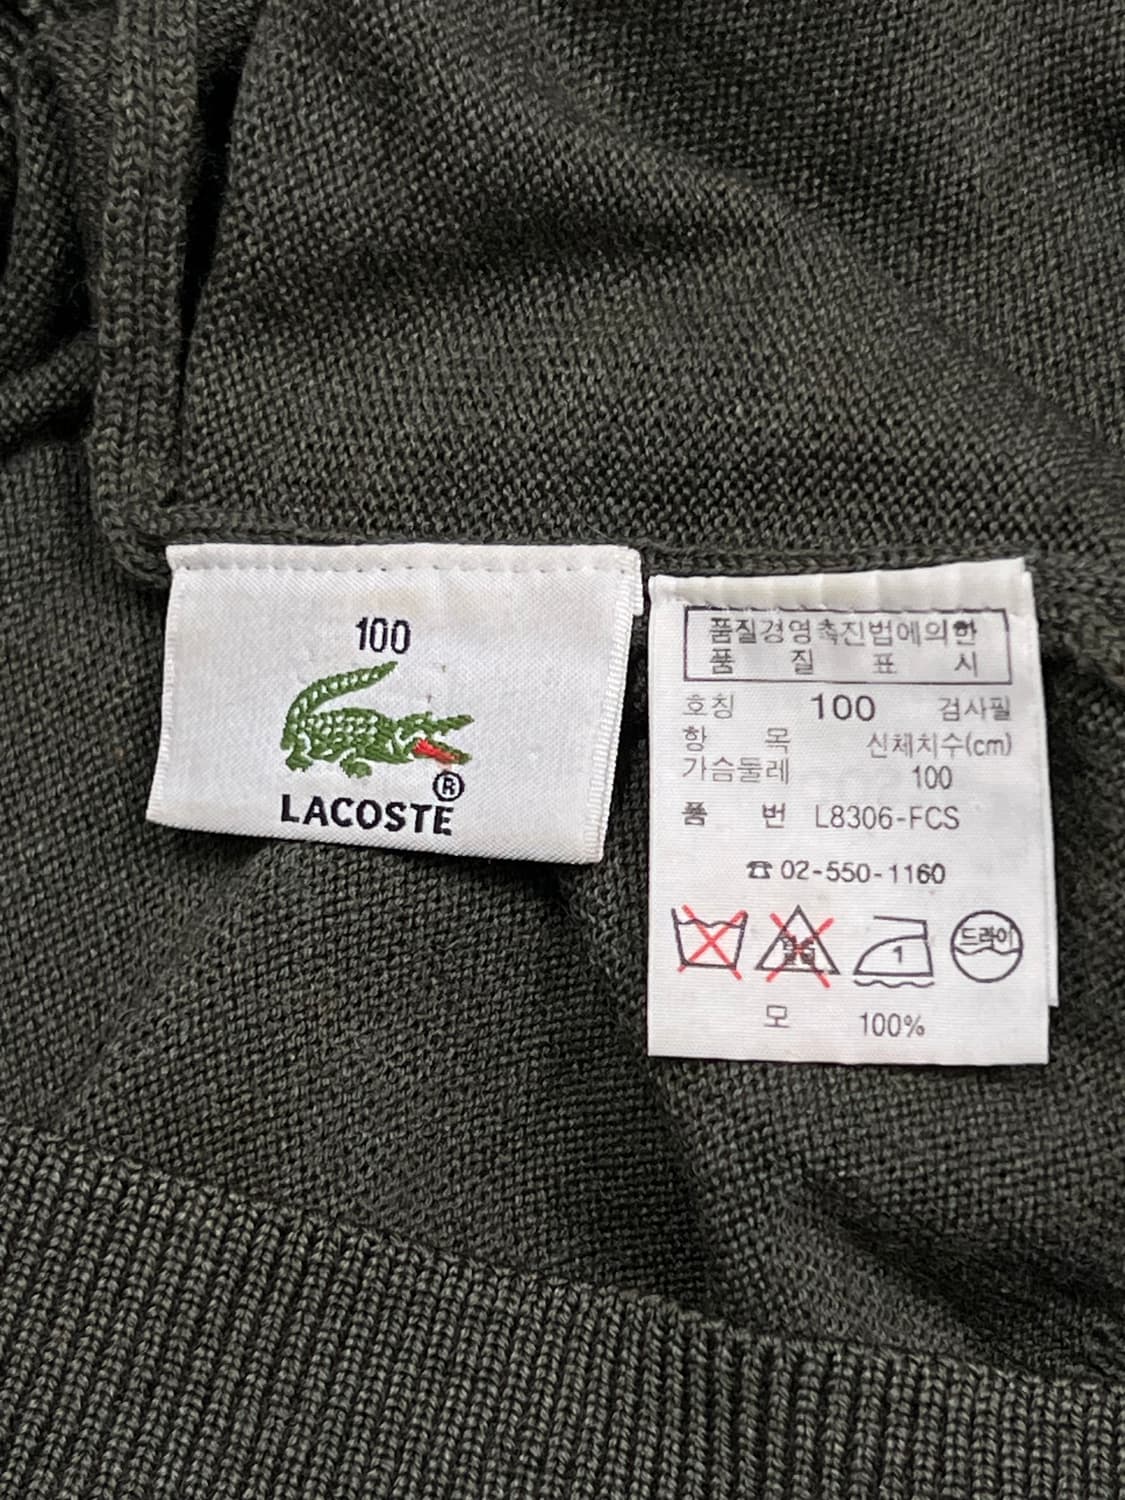 100
LACOSTE®
품질경영촉진법에의한
품 질 표 시
호칭 100 검사필
항 목 신체치수(cm)
가슴둘레 100
품 번 L8306-FCS
☎ 02-550-1160
1 드라이
모 100%